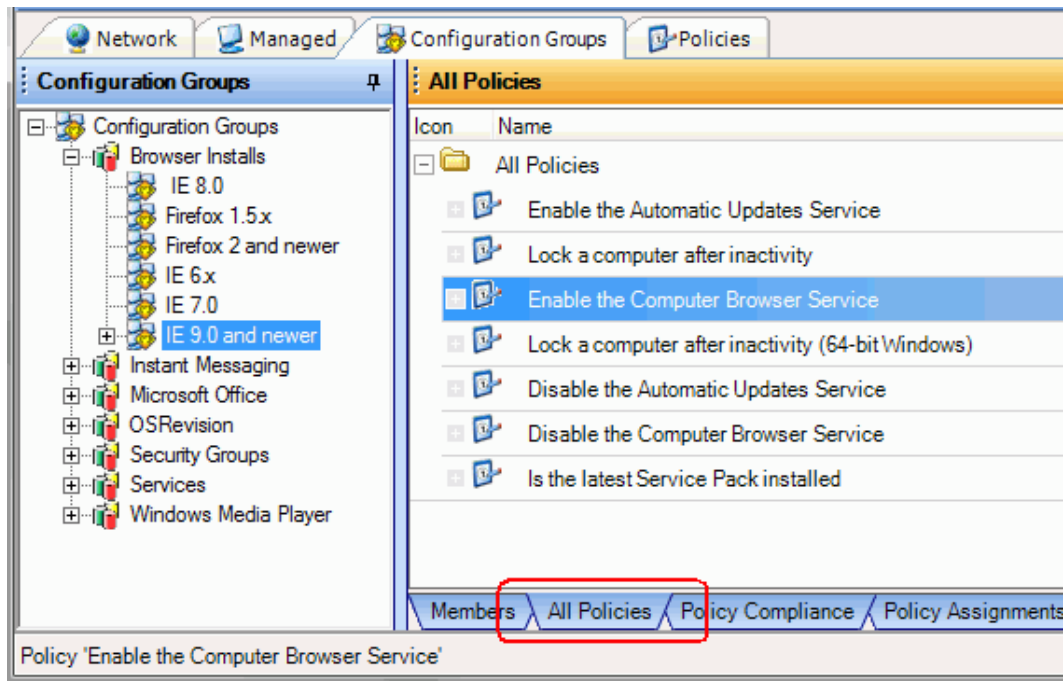 Network Managed Configuration Groups Policies
Configuration Groups
Configuration Groups
Browser Installs
IE 8.0
Firefox 1.5.x
Firefox 2 and newer
IE 6.x
IE 7.0
IE 9.0 and newer
Instant Messaging
Microsoft Office
OSRevision
Security Groups
Services
Windows Media Player
All Policies
Icon Name
All Policies
Enable the Automatic Updates Service
Lock a computer after inactivity
Enable the Computer Browser Service
Lock a computer after inactivity (64-bit Windows)
Disable the Automatic Updates Service
Disable the Computer Browser Service
Is the latest Service Pack installed
Members All Policies Policy Compliance Policy Assignments
Policy 'Enable the Computer Browser Service'